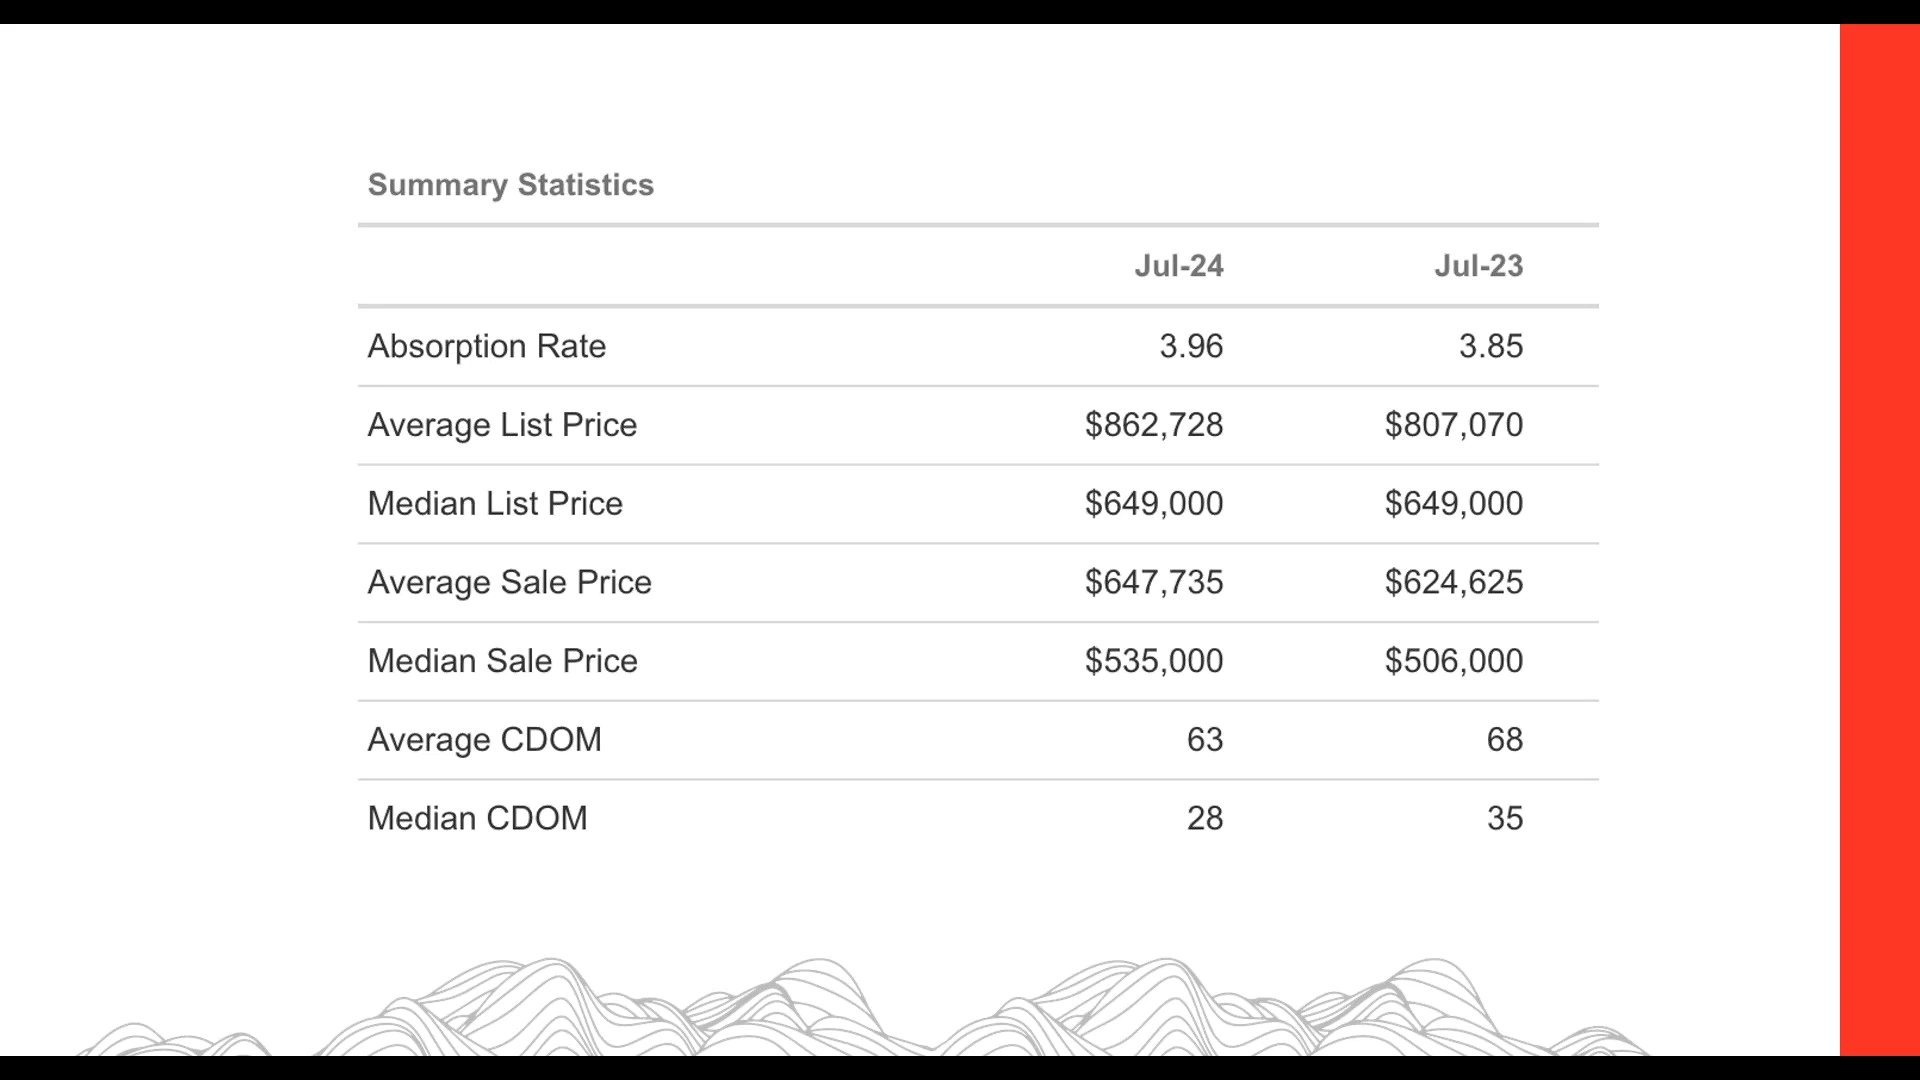 Summary Statistics
Jul-24 Jul-23
Absorption Rate 3.96 3.85
Average List Price $862,728 $807,070
Median List Price $649,000 $649,000
Average Sale Price $647,735 $624,625
Median Sale Price $535,000 $506,000
Average CDOM 63 68
Median CDOM 28 35